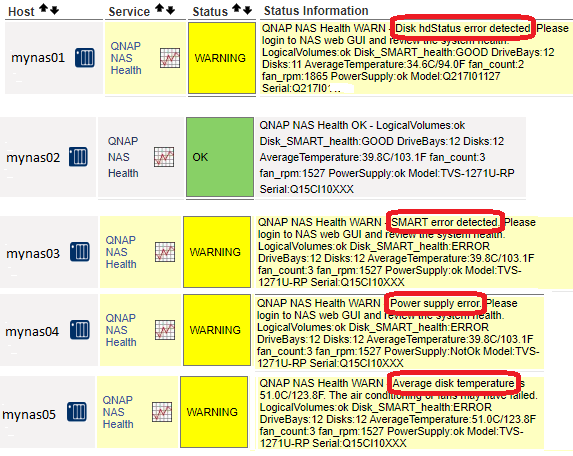 Host Service Status Status Information
mynas01 QNAP NAS Health WARNING
QNAP NAS Health WARN - Disk hdStatus error detected. Please
login to NAS web GUI and review the system health.
LogicalVolumes:ok Disk_SMART_health:GOOD DriveBays:12
Disks:11 AverageTemperature:34.6C/94.0F fan_count:2
fan_rpm:1865 PowerSupply:ok Model:Q217I01127
Serial:Q217I0
mynas02 QNAP NAS Health OK
QNAP NAS Health OK - LogicalVolumes:ok
Disk_SMART_health:GOOD DriveBays:12 Disks:12
AverageTemperature:39.8C/103.1F fan_count:3
fan_rpm:1527 PowerSupply:ok Model:TVS-1271U-RP
Serial:Q15CI10XXX
mynas03 QNAP NAS Health WARNING
QNAP NAS Health WARN - SMART error detected. Please
login to NAS web GUI and review the system health.
LogicalVolumes:ok Disk_SMART_health:ERROR
DriveBays:12 Disks:12 AverageTemperature:39.8C/103.1F
fan_count:3 fan_rpm:1527 PowerSupply:ok Model:TVS-
1271U-RP Serial:Q15CI10XXX
mynas04 QNAP NAS Health WARNING
QNAP NAS Health WARN - Power supply error. Please
login to NAS web GUI and review the system health.
LogicalVolumes:ok Disk_SMART_health:ERROR
DriveBays:12 Disks:12 AverageTemperature:39.8C/103.1F
fan_count:3 fan_rpm:1527 PowerSupply:NotOk Model:TVS-
1271U-RP Serial:Q15CI10XXX
mynas05 QNAP NAS Health WARNING
QNAP NAS Health WARN - Average disk temperature is
51.0C/123.8F. The air conditioning or fans may have failed.
LogicalVolumes:ok Disk_SMART_health:ERROR
DriveBays:12 Disks:12 AverageTemperature:51.0C/123.8F
fan_count:3 fan_rpm:1527 PowerSupply:ok Model:TVS-
1271U-RP Serial:Q15CI10XXX